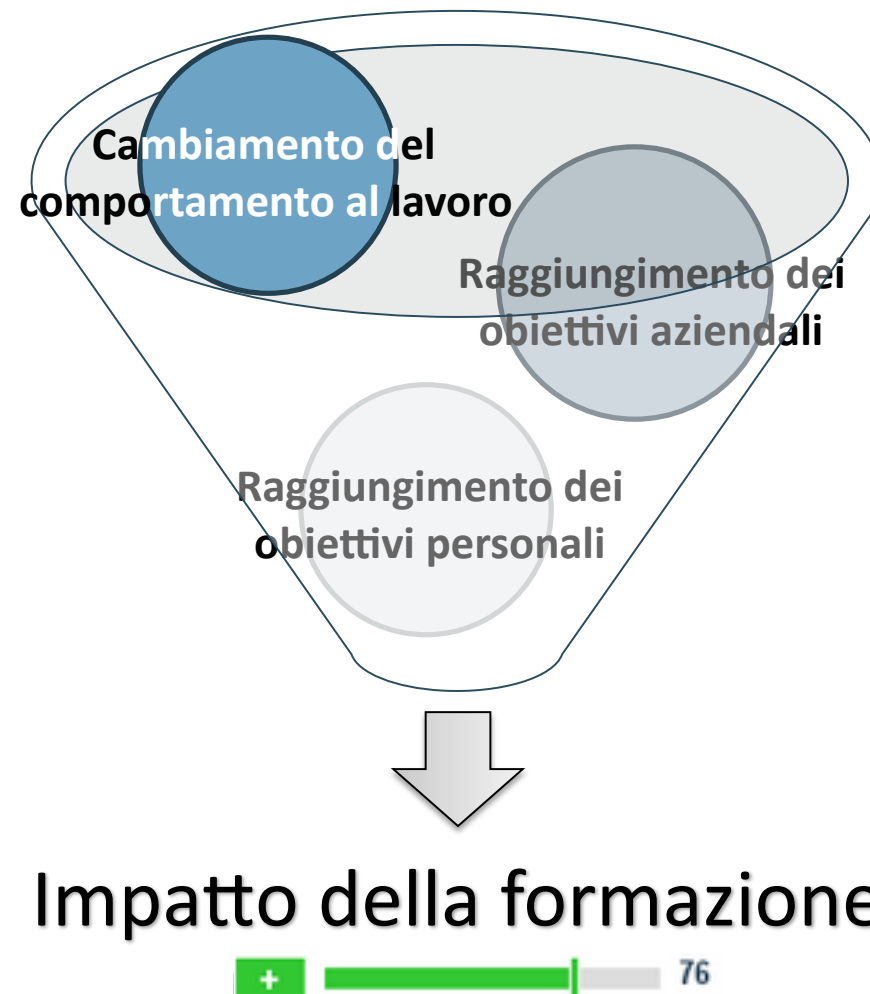 Cambiamento del
comportamento al lavoro
Raggiungimento dei
obiettivi aziendali
Raggiungimento dei
obiettivi personali
Impatto della formazione
+ 76